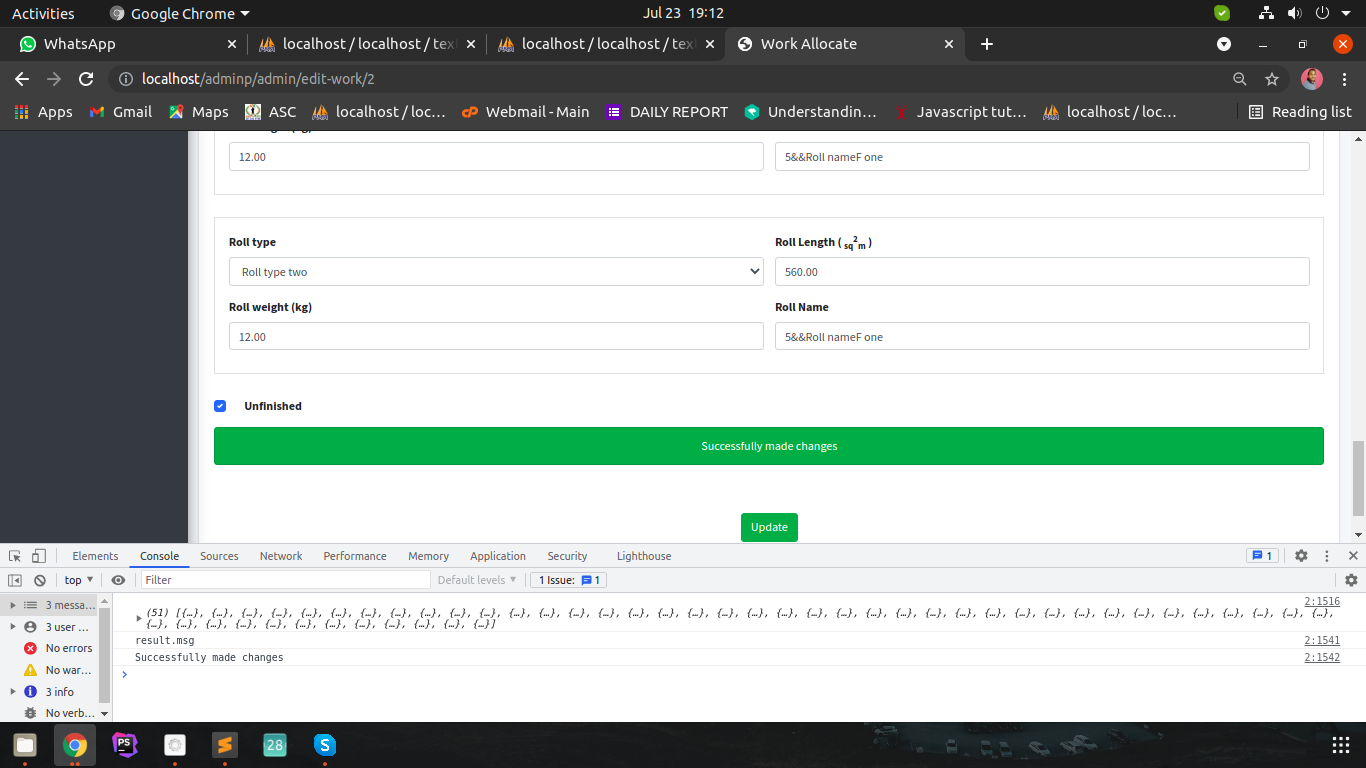 Activities Google Chrome Jul 23 19:12
WhatsApp localhost / localhost / tex localhost / localhost / tex Work Allocate
localhost/adminp/admin/edit-work/2
Apps Gmail Maps ASC localhost / loc... Webmail - Main DAILY REPORT Understandin... Javascript tut... localhost / loc... Reading list
12.00 5&&Roll nameF one
Roll type Roll Length ( sq2m )
Roll type two 560.00
Roll weight (kg) Roll Name
12.00 5&&Roll nameF one
Unfinished
Successfully made changes
Update
Elements Console Sources Network Performance Memory Application Security Lighthouse 1
top Filter Default levels 1 Issue: 1
3 messa...
3 user ...
No errors
No war...
3 info
No verb...
2:1516
(51) [{…}, {…}, {…}, {…}, {…}, {…}, {…}, {…}, {…}, {…}, {…}, {…}, {…}, {…}, {…}, {…}, {…}, {…}, {…}, {…}, {…}, {…}, {…}, {…}, {…}, {…}, {…}, {…}, {…}, {…}, {…}, {…}, {…}, {…}, {…}, {…}, {…}, {…}, {…}, {…},
{…}, {…}, {…}, {…}, {…}, {…}, {…}, {…}, {…}, {…}, {…}, {…}]
result.msg 2:1541
Successfully made changes 2:1542
PS 28 S